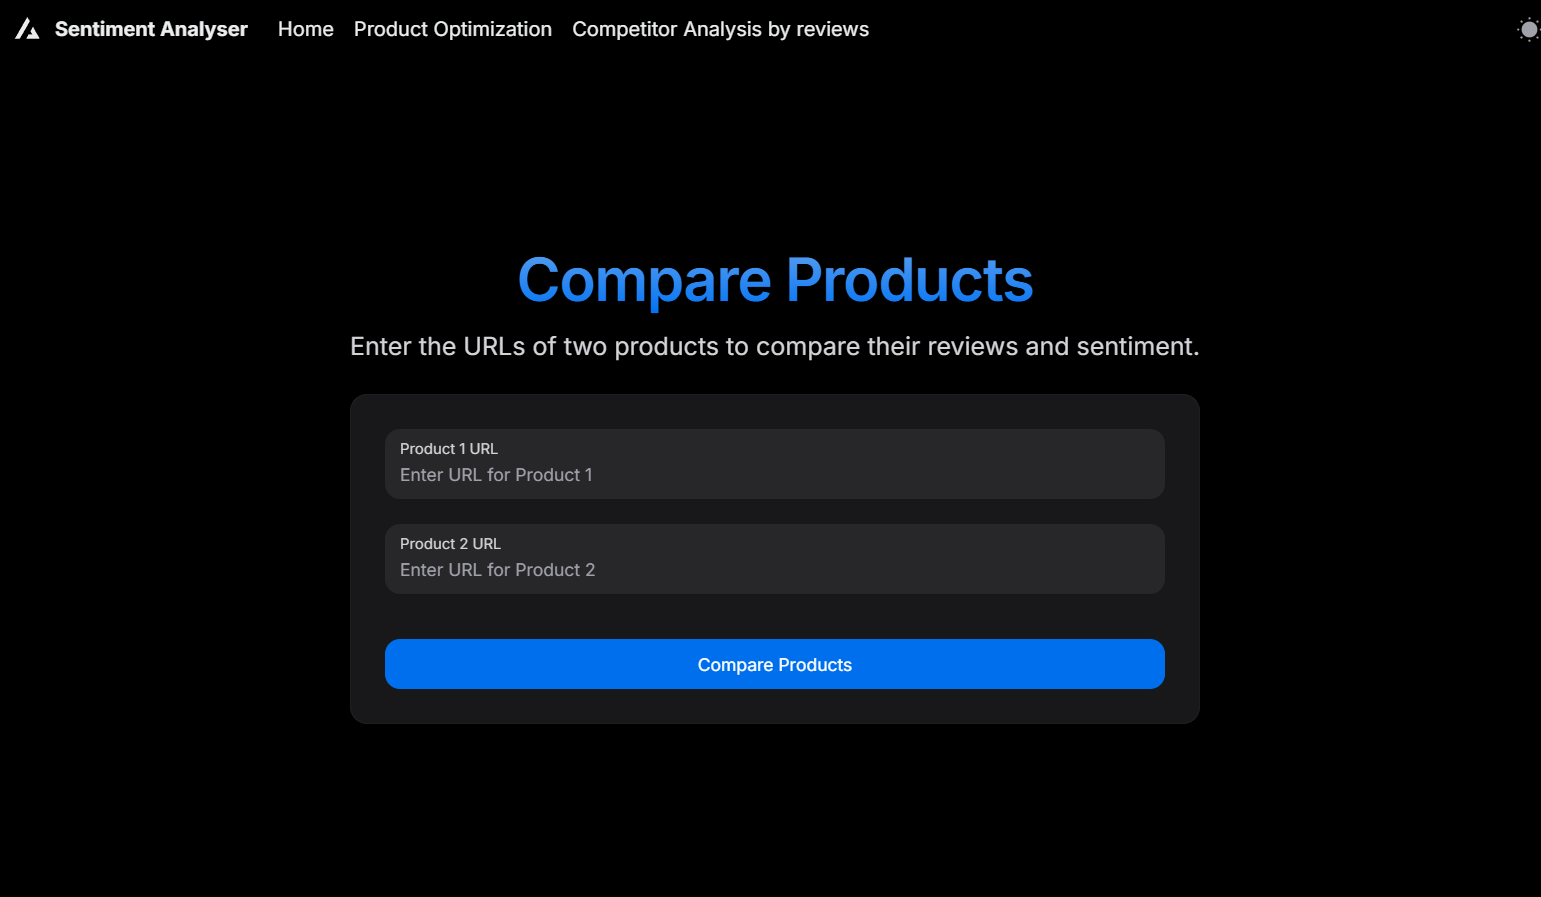 Sentiment Analyser Home Product Optimization Competitor Analysis by reviews
Compare Products
Enter the URLs of two products to compare their reviews and sentiment.
Product 1 URL
Enter URL for Product 1
Product 2 URL
Enter URL for Product 2
Compare Products